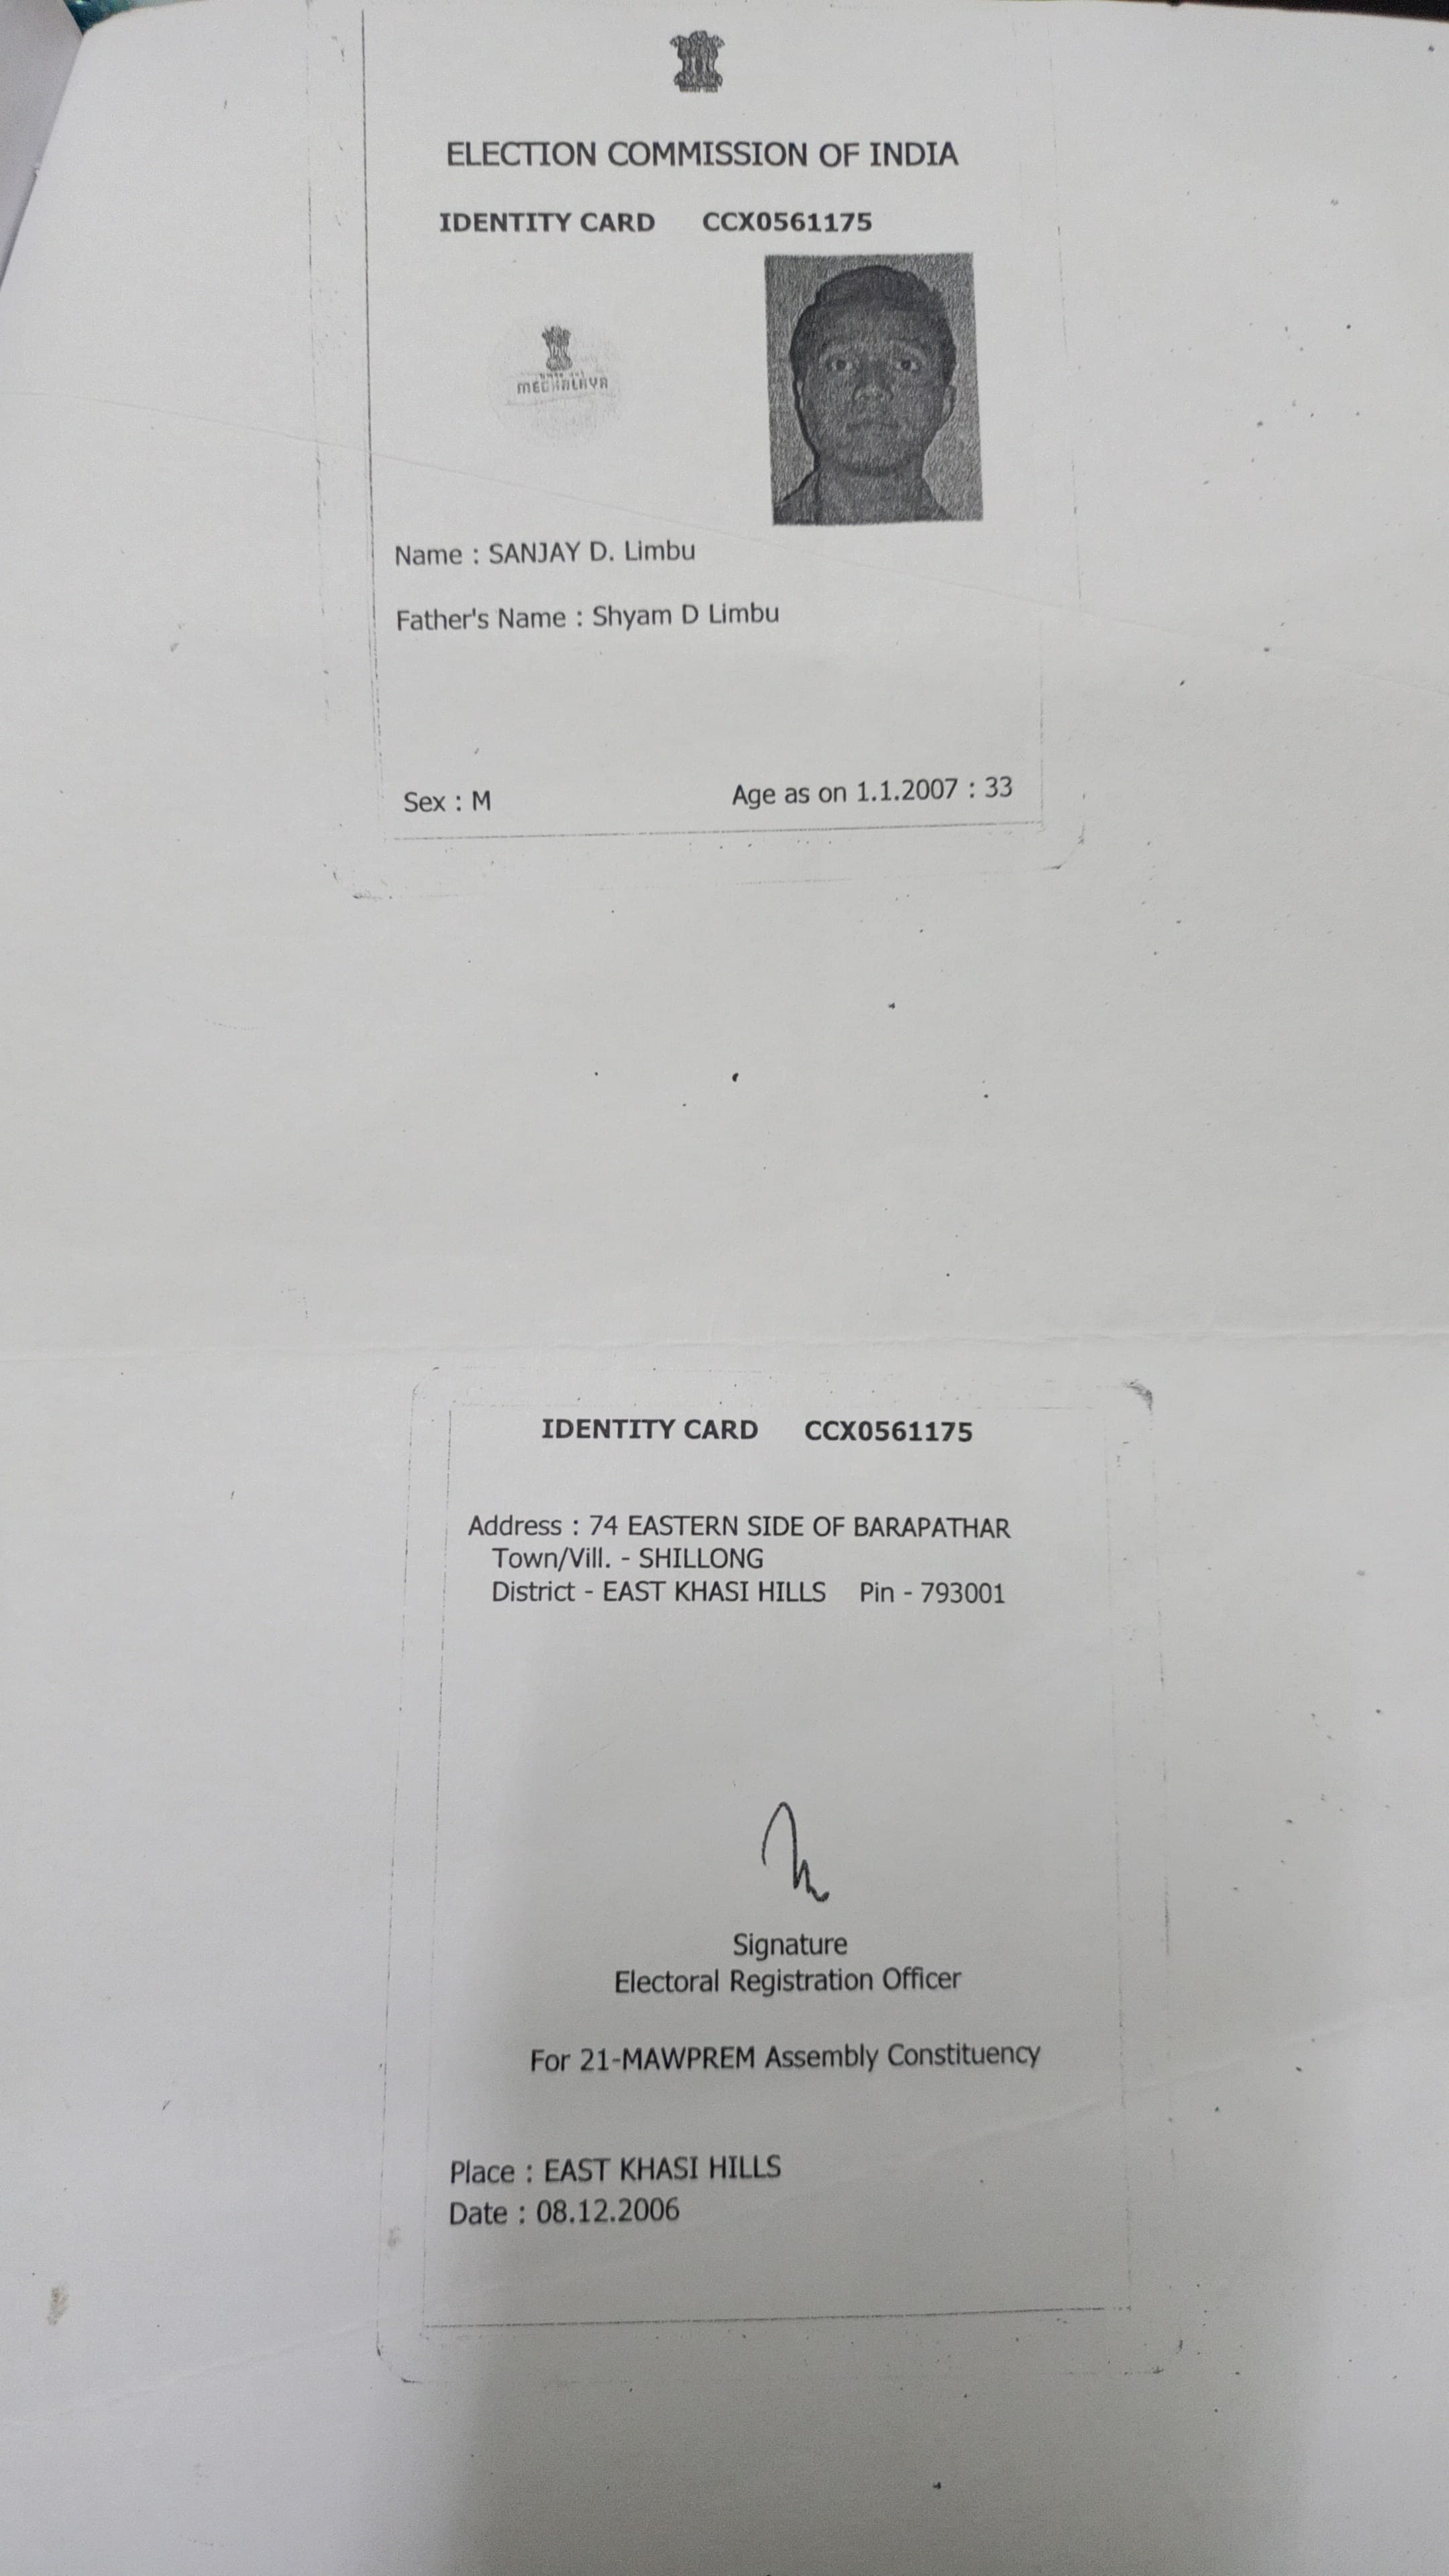 ELECTION COMMISSION OF INDIA
IDENTITY CARD CCX0561175
MEGHALAYA
Name : SANJAY D. Limbu
Father's Name : Shyam D Limbu
Sex : M Age as on 1.1.2007 : 33
IDENTITY CARD CCX0561175
Address : 74 EASTERN SIDE OF BARAPATHAR
Town/Vill. - SHILLONG
District - EAST KHASI HILLS Pin - 793001
Signature
Electoral Registration Officer
For 21-MAWPREM Assembly Constituency
Place : EAST KHASI HILLS
Date : 08.12.2006